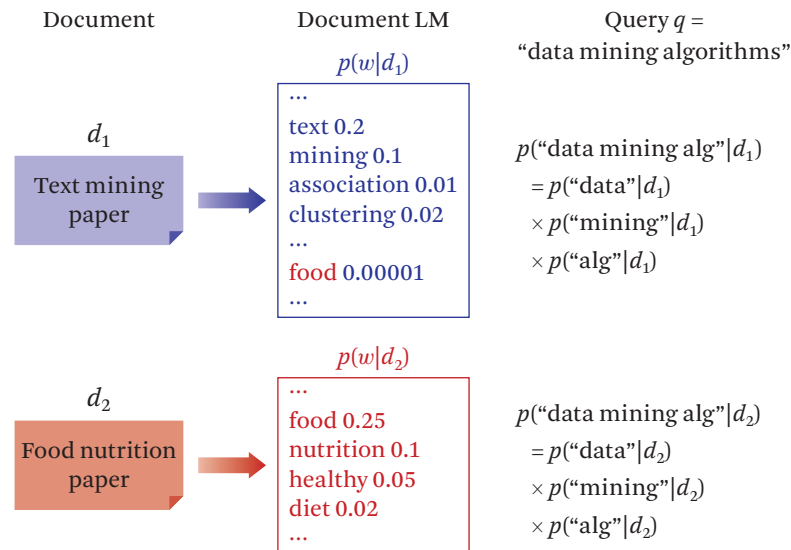 Document
Document LM
Query q =
"data mining algorithms"
p(w|d₁)
d₁
Text mining
paper
...
text 0.2
mining 0.1
association 0.01
clustering 0.02
...
food 0.00001
...
p("data mining alg"|d₁)
= p("data"|d₁)
× p("mining"|d₁)
× p("alg"|d₁)
p(w|d₂)
d₂
Food nutrition
paper
...
food 0.25
nutrition 0.1
healthy 0.05
diet 0.02
...
p("data mining alg"|d₂)
= p("data"|d₂)
× p("mining"|d₂)
× p("alg"|d₂)